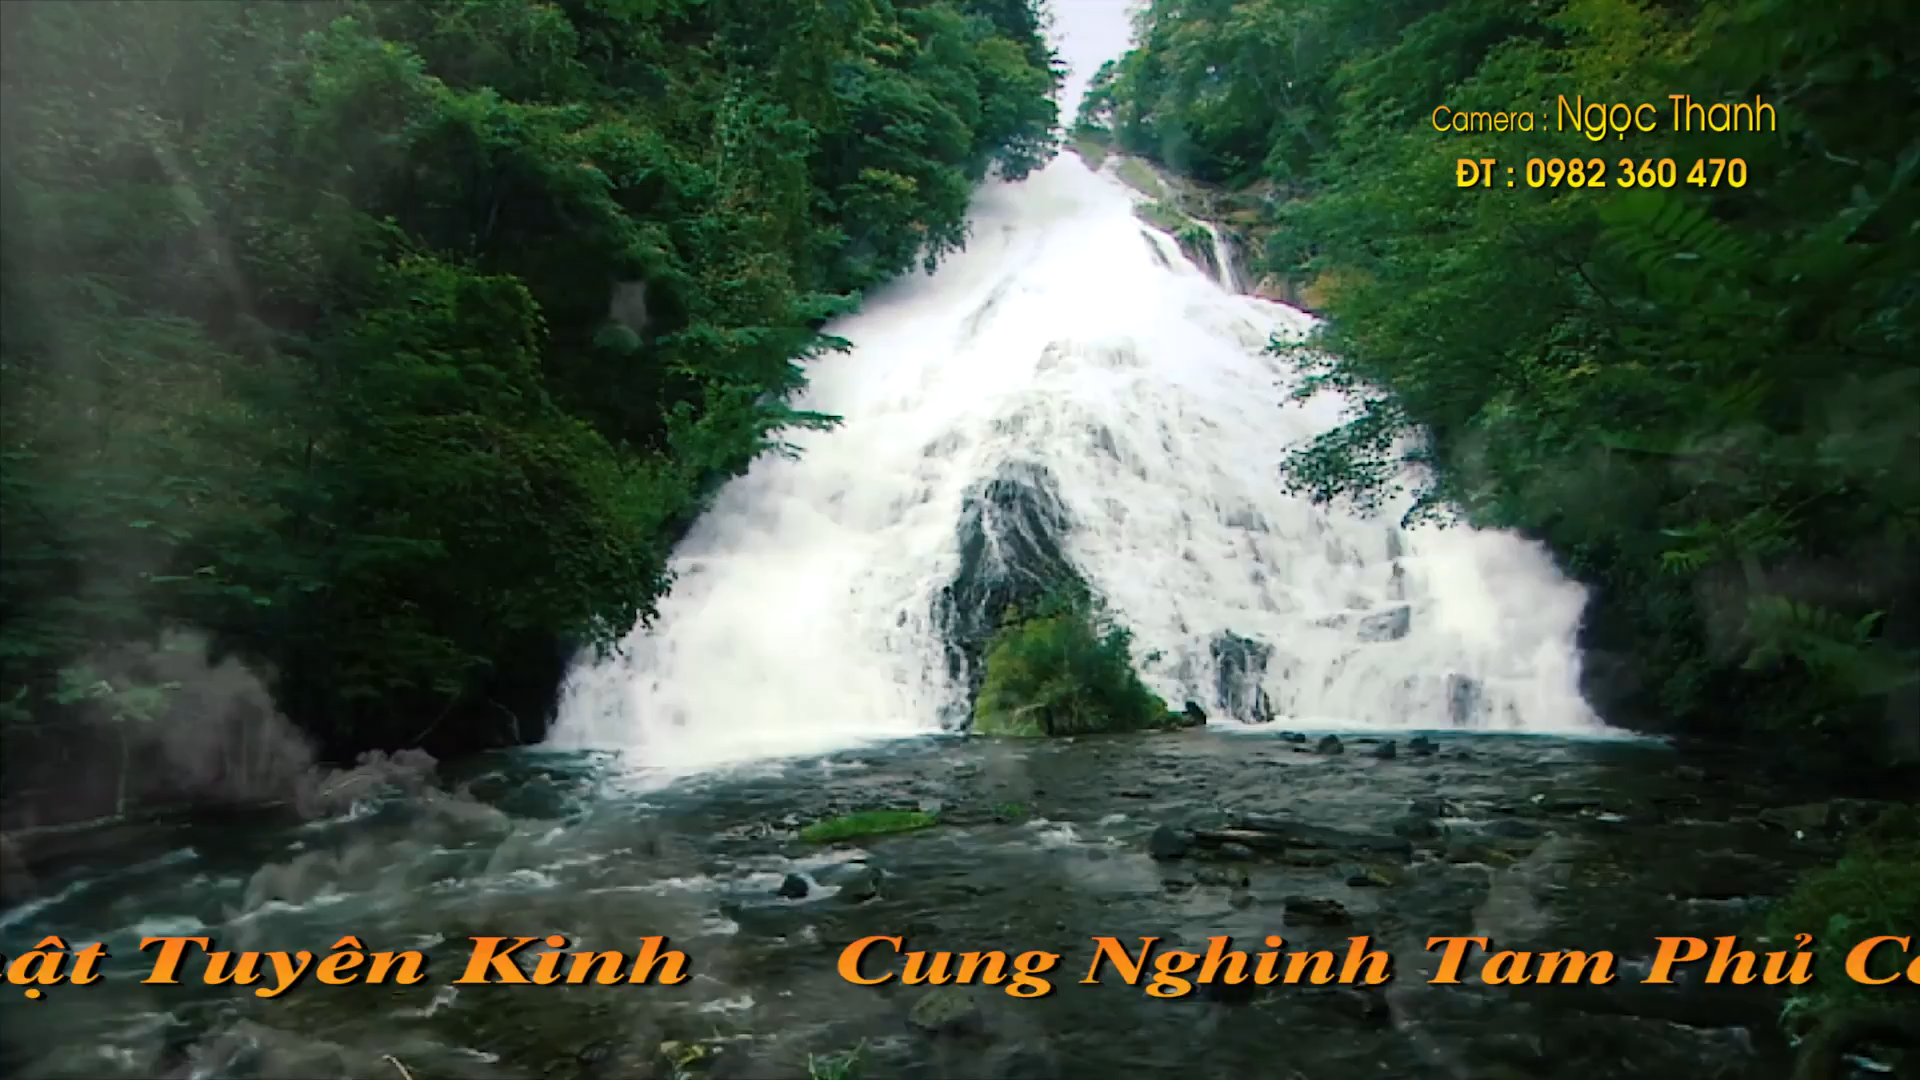 Camera : Ngọc Thanh
ĐT : 0982 360 470
Tuyên Kinh Cung Nghinh Tam Phủ